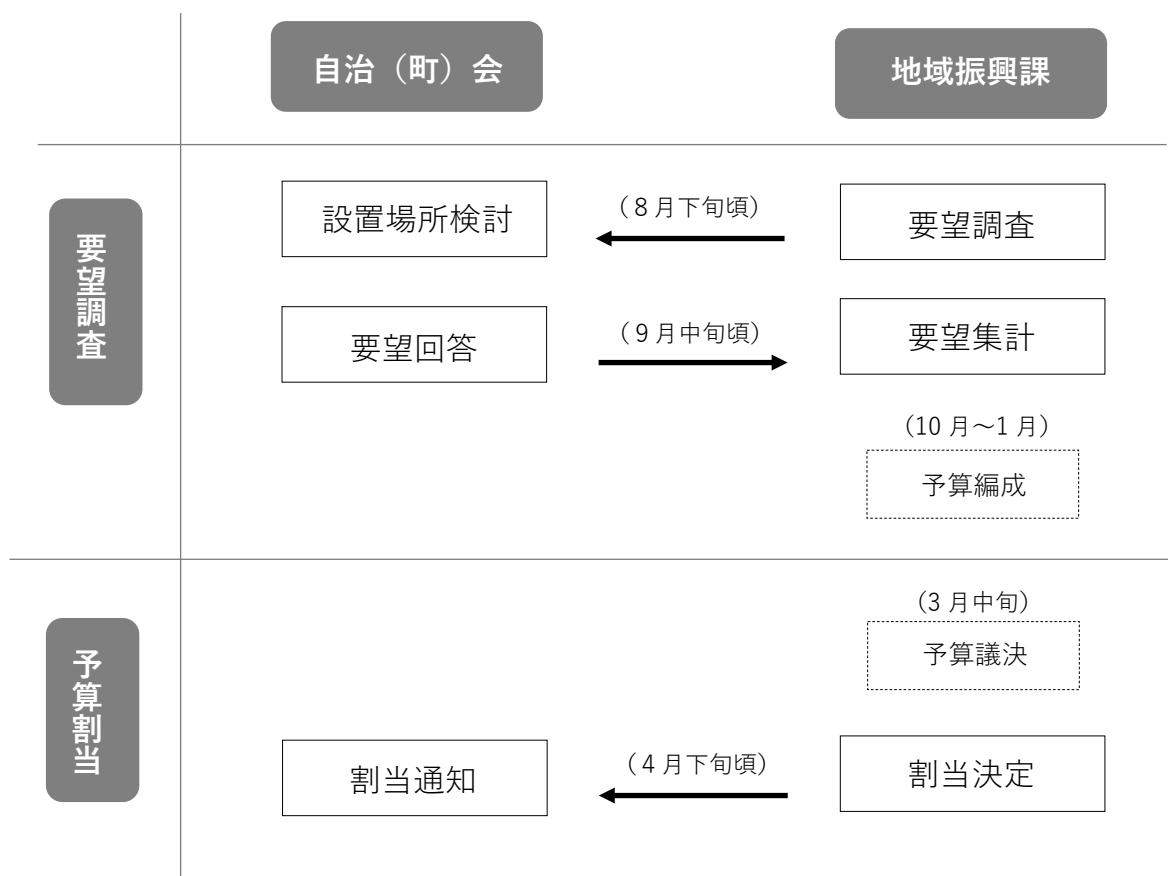 自治（町）会
地域振興課
要望調査
設置場所検討
（8月下旬頃）
要望調査
要望回答
（9月中旬頃）
要望集計
（10月～1月）
予算編成
予算割当
（3月中旬）
予算議決
割当通知
（4月下旬頃）
割当決定